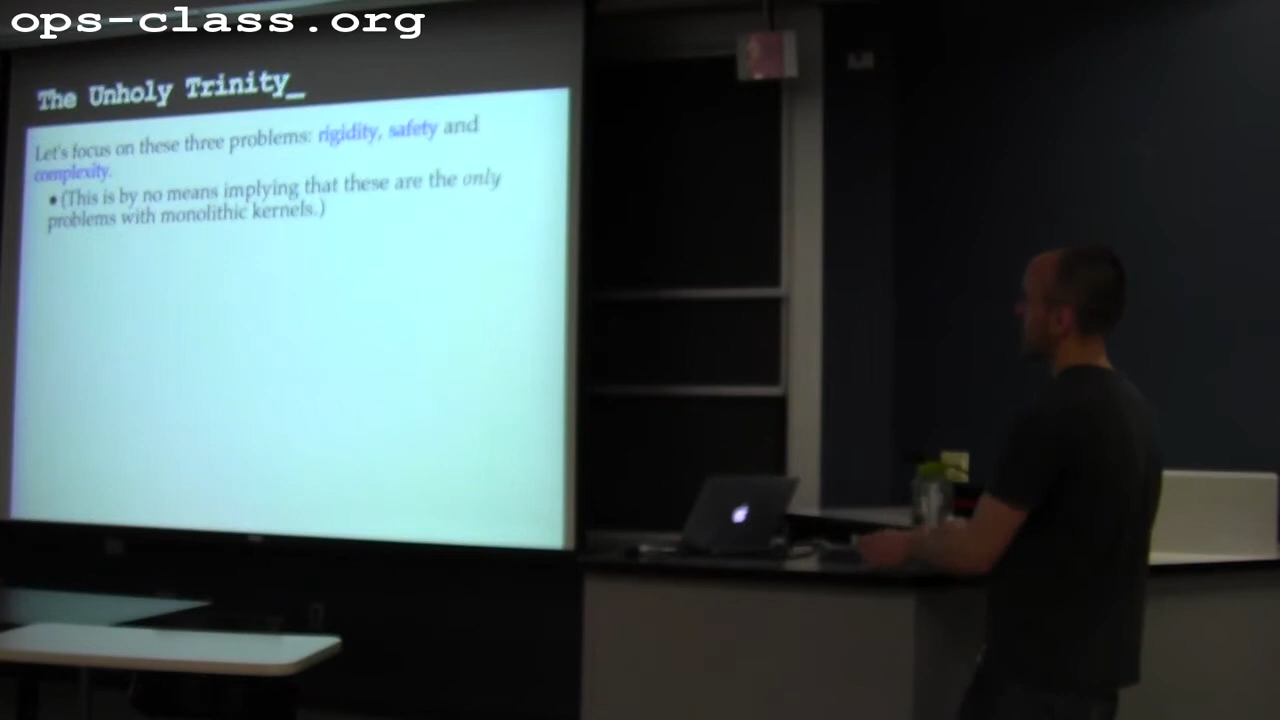 ops-class.org
The Unholy Trinity_
Let's focus on these three problems: rigidity, safety and
complexity.
• (This is by no means implying that these are the only
problems with monolithic kernels.)